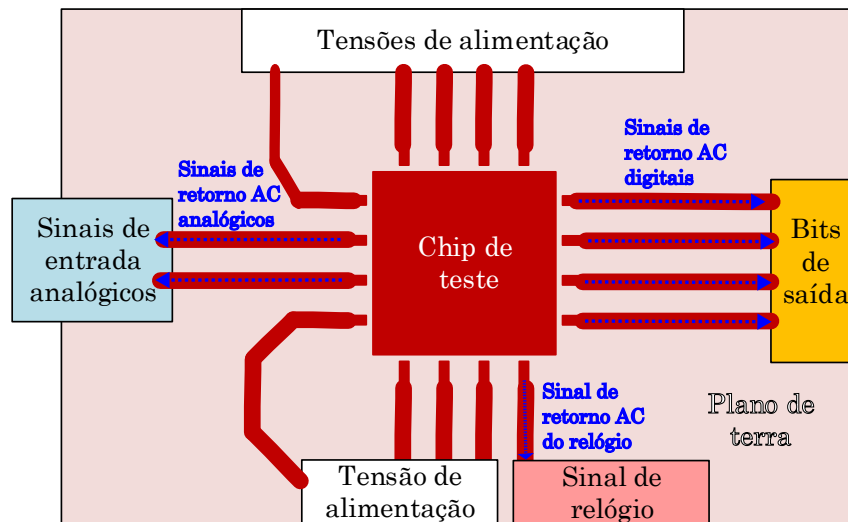 Tensões de alimentação
Sinais de
retorno AC
digitais
Sinais de
retorno AC
analógicos
Sinais de
entrada
analógicos
Chip de
teste
Bits
de
saída
Sinal de
retorno AC
do relógio
Plano de
terra
Tensão de
alimentação
Sinal de
relógio